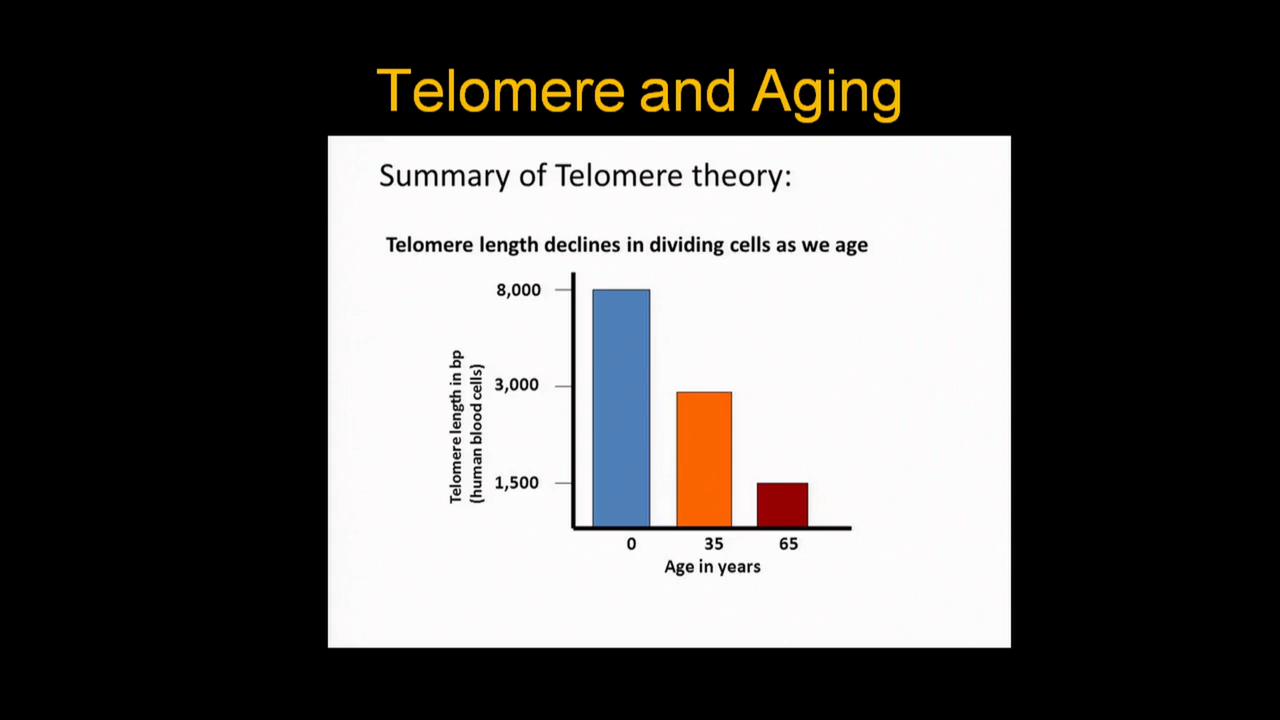 Telomere and Aging
Summary of Telomere theory:
Telomere length declines in dividing cells as we age
8,000
3,000
1,500
Telomere length in bp
(human blood cells)
0 35 65
Age in years